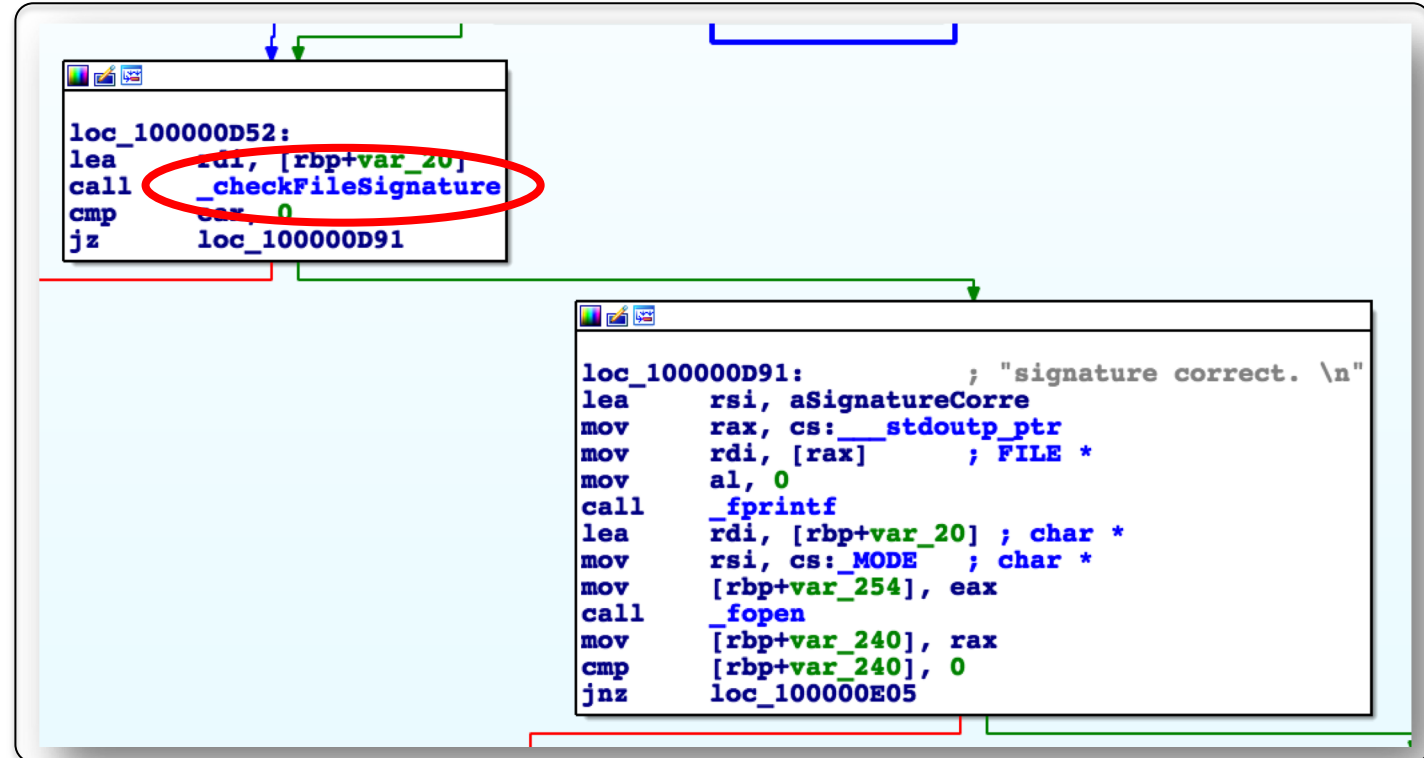 loc_100000D52:
lea rdi, [rbp+var_20]
call _checkFileSignature
cmp eax, 0
jz loc_100000D91
loc_100000D91: ; "signature correct. \n"
lea rsi, aSignatureCorre
mov rax, cs:___stdoutp_ptr
mov rdi, [rax] ; FILE *
mov al, 0
call _fprintf
lea rdi, [rbp+var_20] ; char *
mov rsi, cs:_MODE ; char *
mov [rbp+var_254], eax
call _fopen
mov [rbp+var_240], rax
cmp [rbp+var_240], 0
jnz loc_100000E05